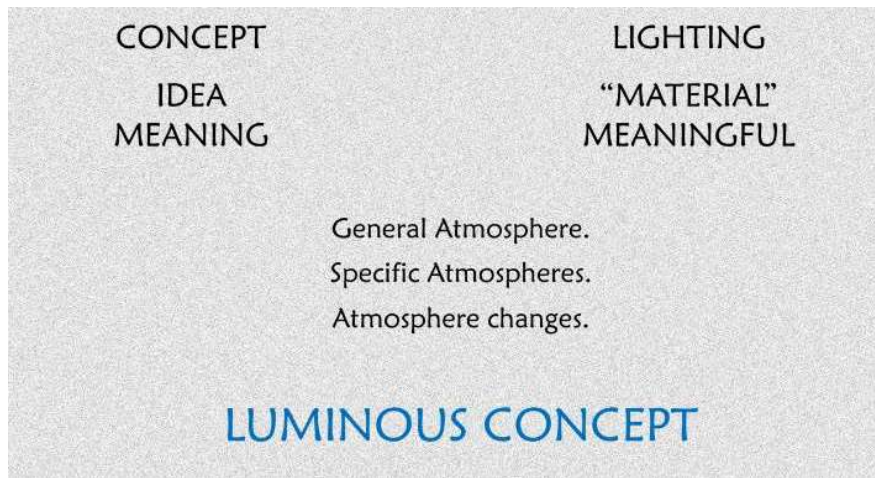 CONCEPT
LIGHTING
IDEA
MEANING
“MATERIAL”
MEANINGFUL
General Atmosphere.
Specific Atmospheres.
Atmosphere changes.
LUMINOUS CONCEPT